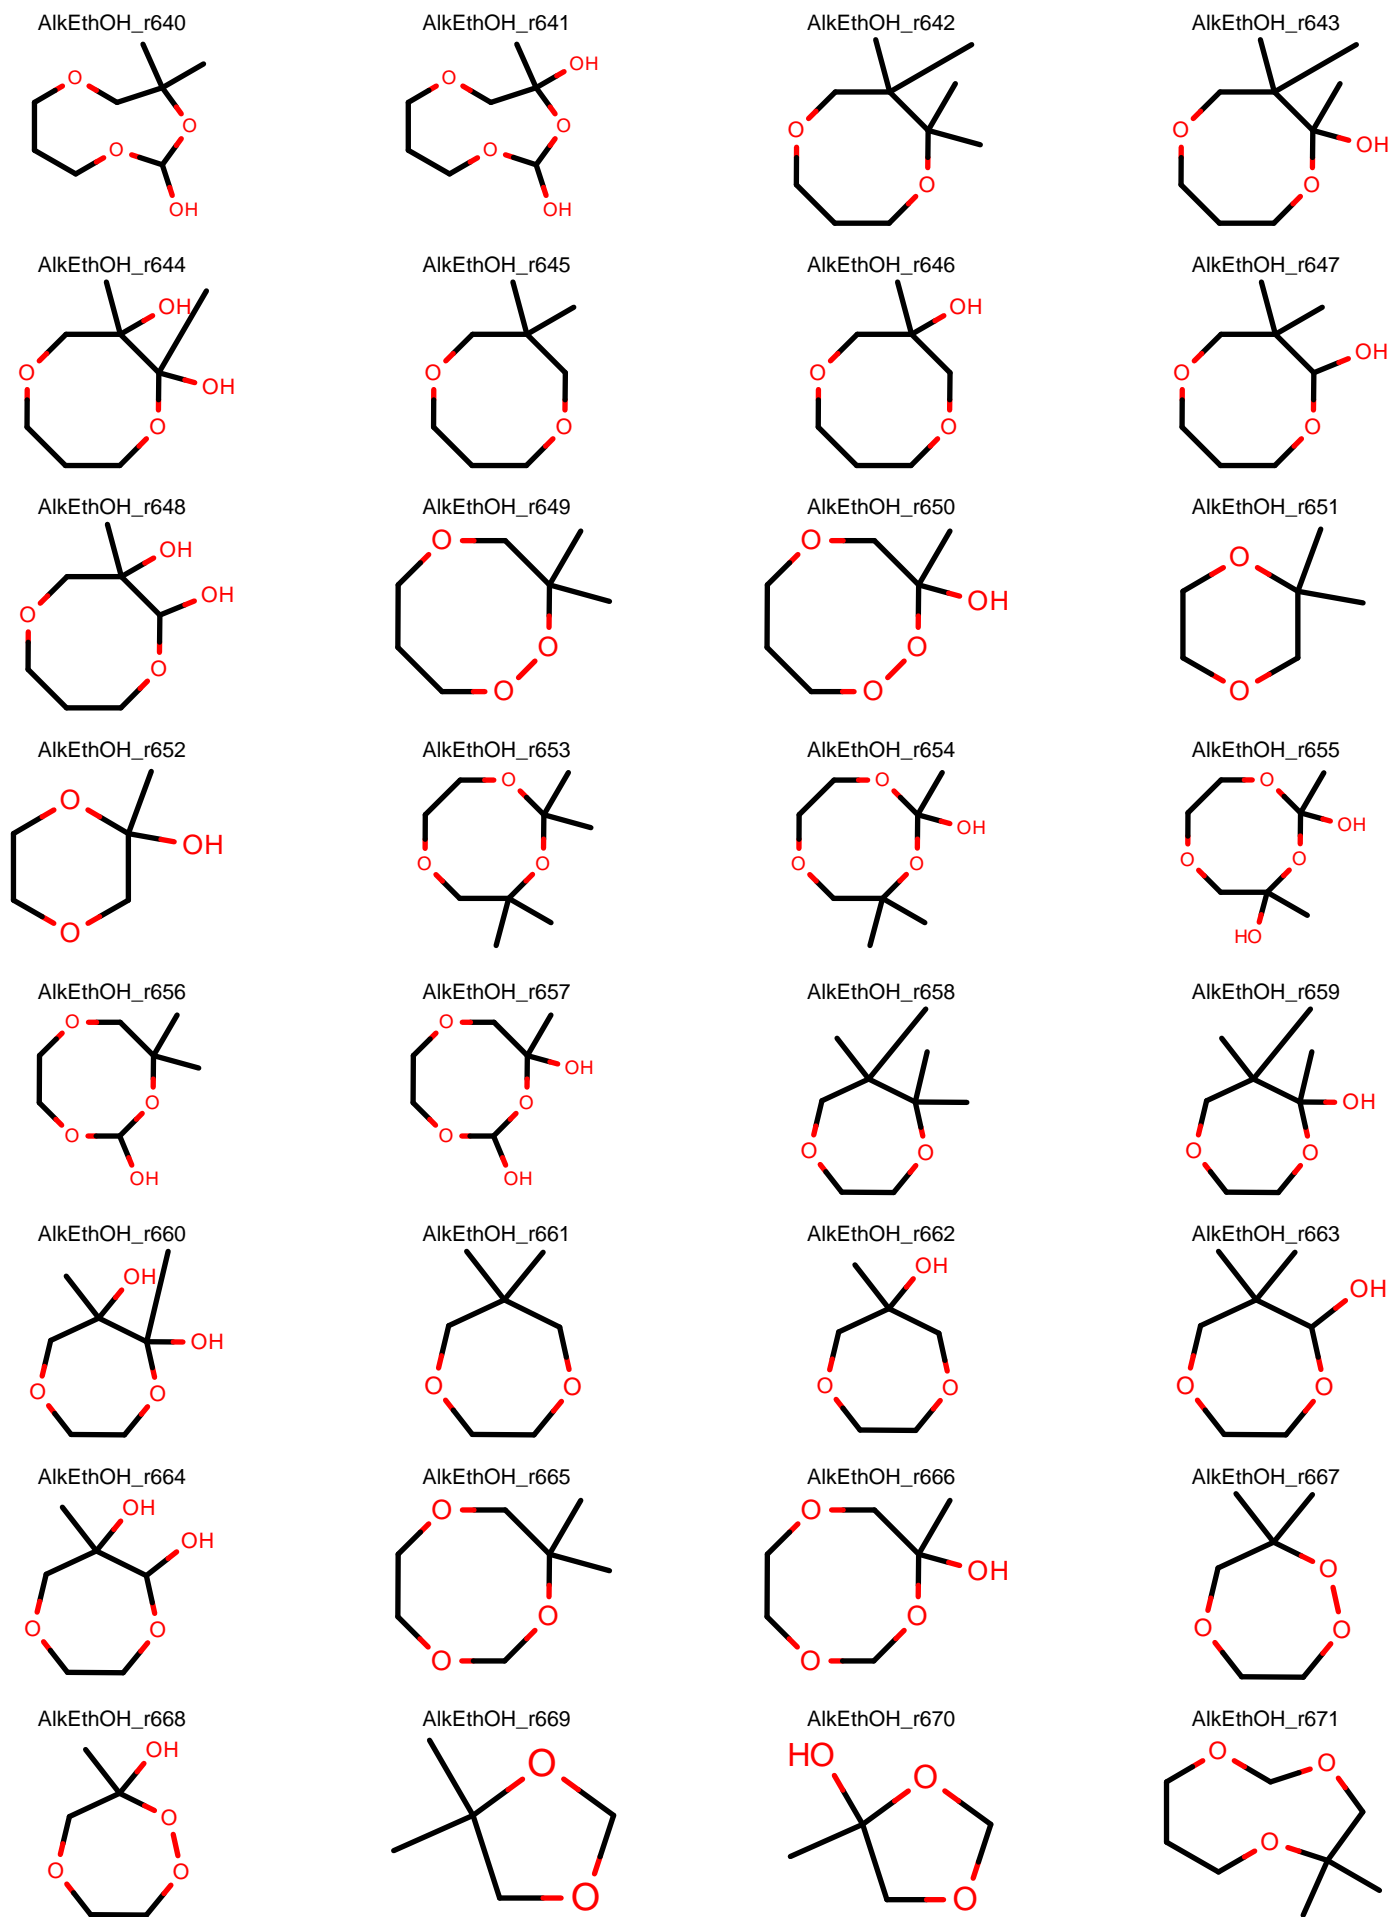 AlkEthOH_r640 AlkEthOH_r641 AlkEthOH_r642 AlkEthOH_r643
O O OH O O O OH O O O O O OH O
AlkEthOH_r644 AlkEthOH_r645 AlkEthOH_r646 AlkEthOH_r647
OH O OH O O O OH O O OH O O
AlkEthOH_r648 AlkEthOH_r649 AlkEthOH_r650 AlkEthOH_r651
OH OH O O O O O O OH O O O O
AlkEthOH_r652 AlkEthOH_r653 AlkEthOH_r654 AlkEthOH_r655
O OH O O O O O OH O O O OH O O HO
AlkEthOH_r656 AlkEthOH_r657 AlkEthOH_r658 AlkEthOH_r659
O O O OH O OH O O OH O O OH O O
AlkEthOH_r660 AlkEthOH_r661 AlkEthOH_r662 AlkEthOH_r663
OH OH O O O O OH O O OH O O
AlkEthOH_r664 AlkEthOH_r665 AlkEthOH_r666 AlkEthOH_r667
OH OH O O O O O O OH O O O O O
AlkEthOH_r668 AlkEthOH_r669 AlkEthOH_r670 AlkEthOH_r671
OH O O O O O HO O O O O O